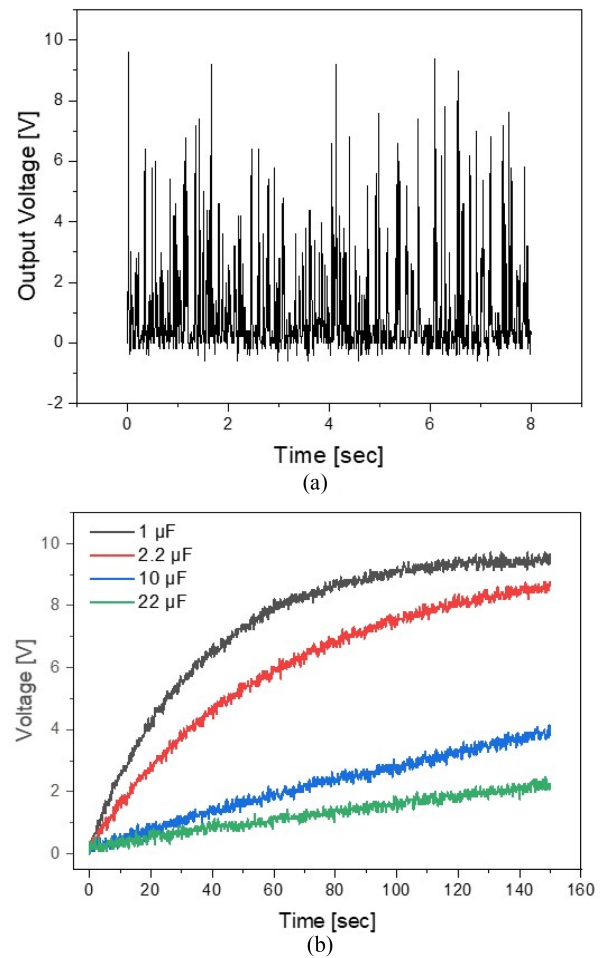 10
8
6
4
2
0
-2
Output Voltage [V]
0 2 4 6 8
Time [sec]
(a)
1 µF
2.2 µF
10 µF
22 µF
10
8
6
4
2
0
Voltage [V]
0 20 40 60 80 100 120 140 160
Time [sec]
(b)